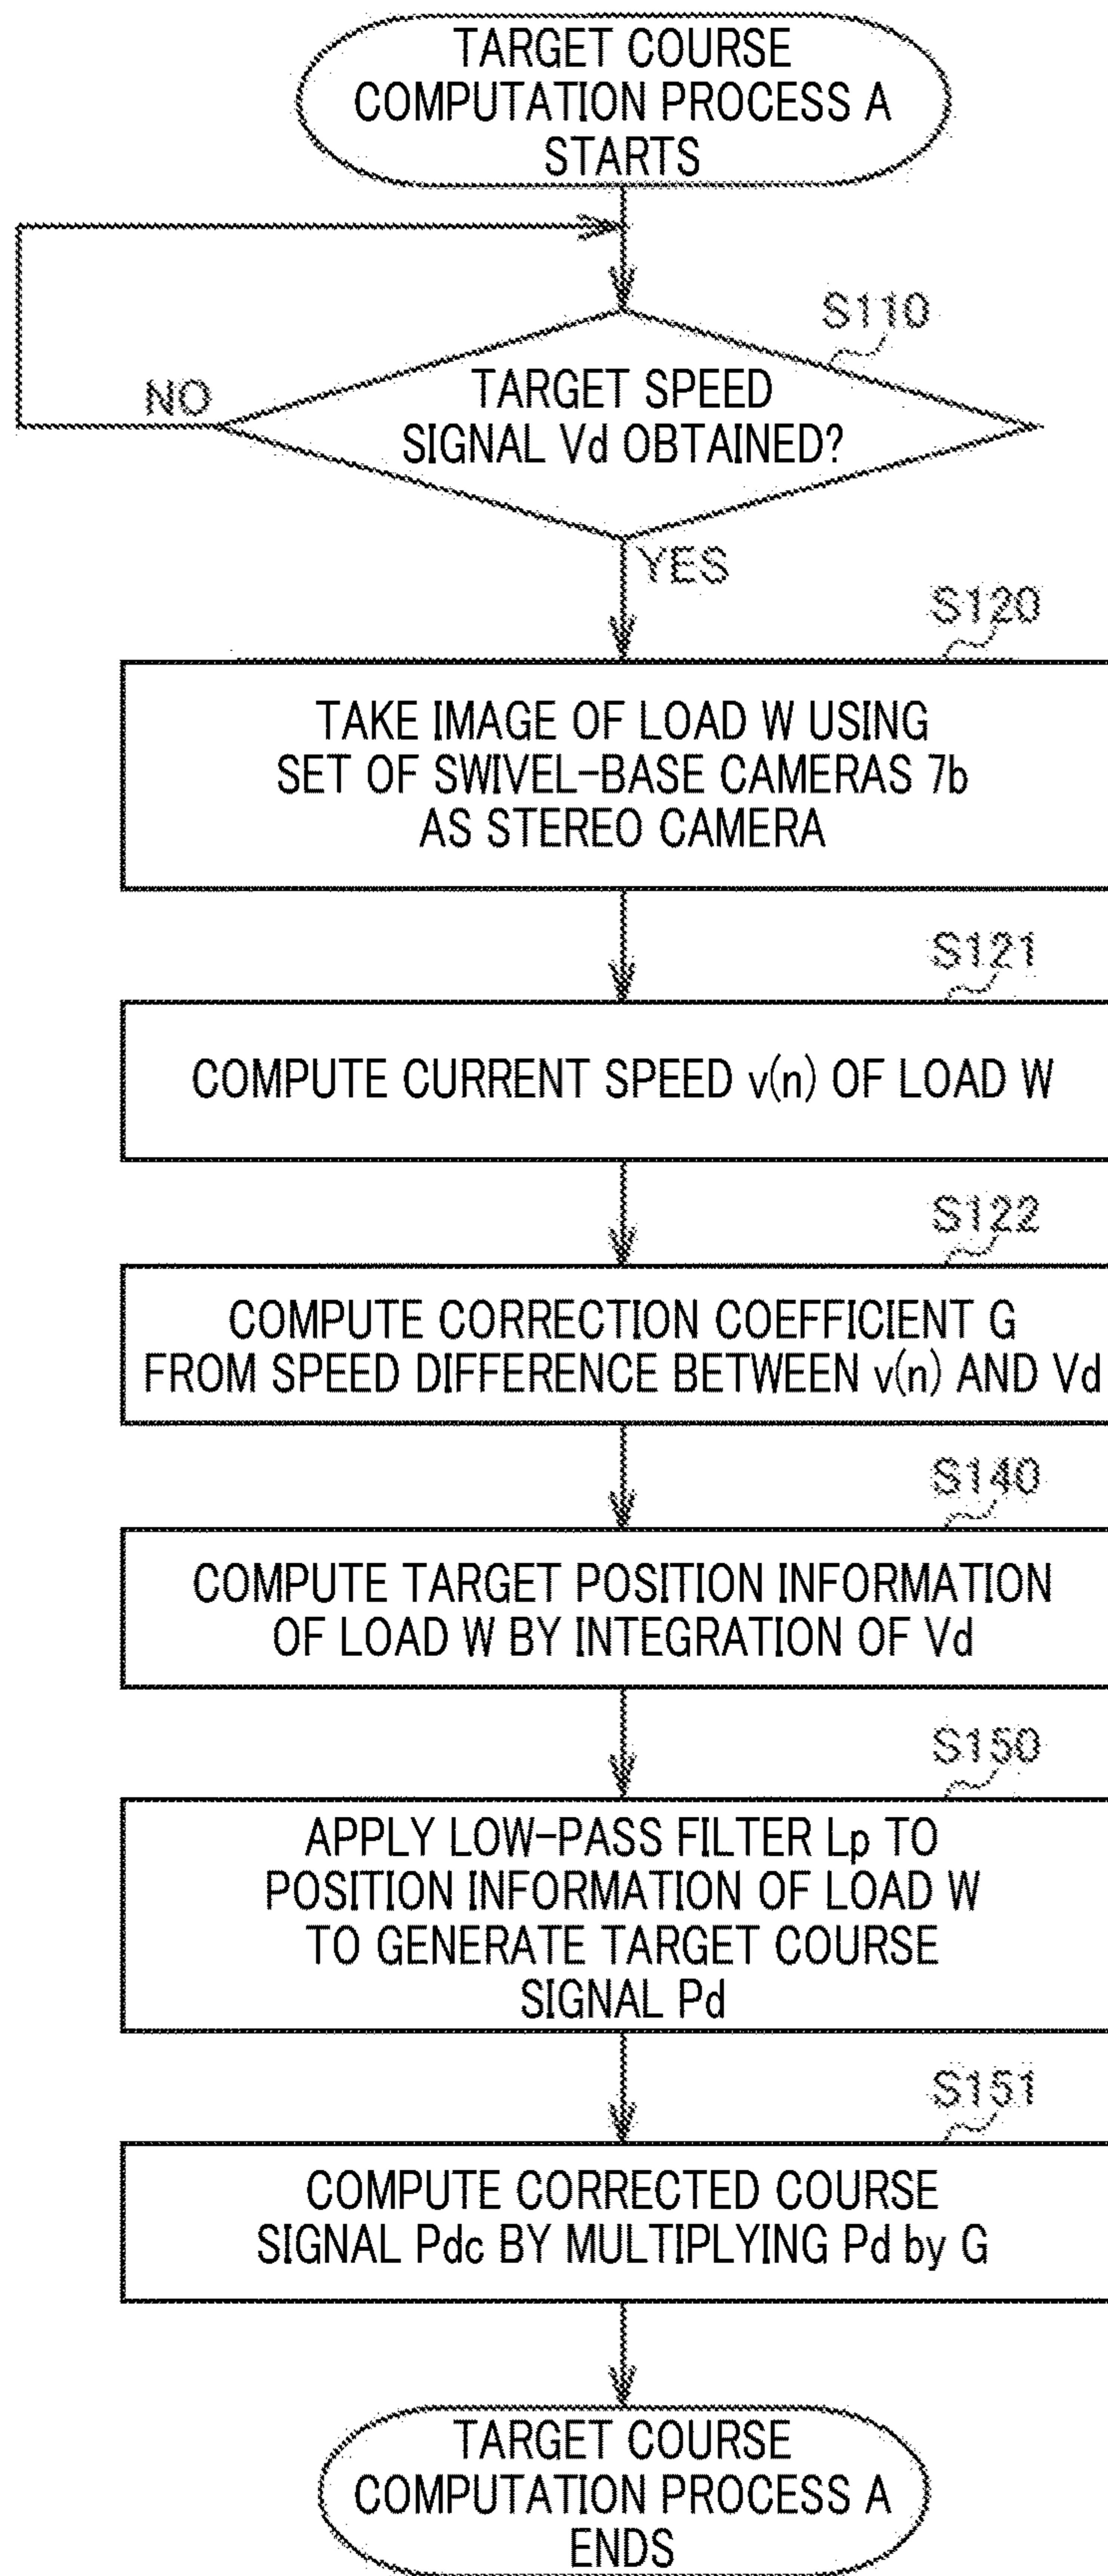 TARGET COURSE
COMPUTATION PROCESS A
STARTS
S110
TARGET SPEED
SIGNAL Vd OBTAINED?
NO
YES
S120
TAKE IMAGE OF LOAD W USING
SET OF SWIVEL-BASE CAMERAS 7b
AS STEREO CAMERA
S121
COMPUTE CURRENT SPEED v(n) OF LOAD W
S122
COMPUTE CORRECTION COEFFICIENT G
FROM SPEED DIFFERENCE BETWEEN v(n) AND Vd
S140
COMPUTE TARGET POSITION INFORMATION
OF LOAD W BY INTEGRATION OF Vd
S150
APPLY LOW-PASS FILTER Lp TO
POSITION INFORMATION OF LOAD W
TO GENERATE TARGET COURSE
SIGNAL Pd
S151
COMPUTE CORRECTED COURSE
SIGNAL Pdc BY MULTIPLYING Pd by G
TARGET COURSE
COMPUTATION PROCESS A
ENDS